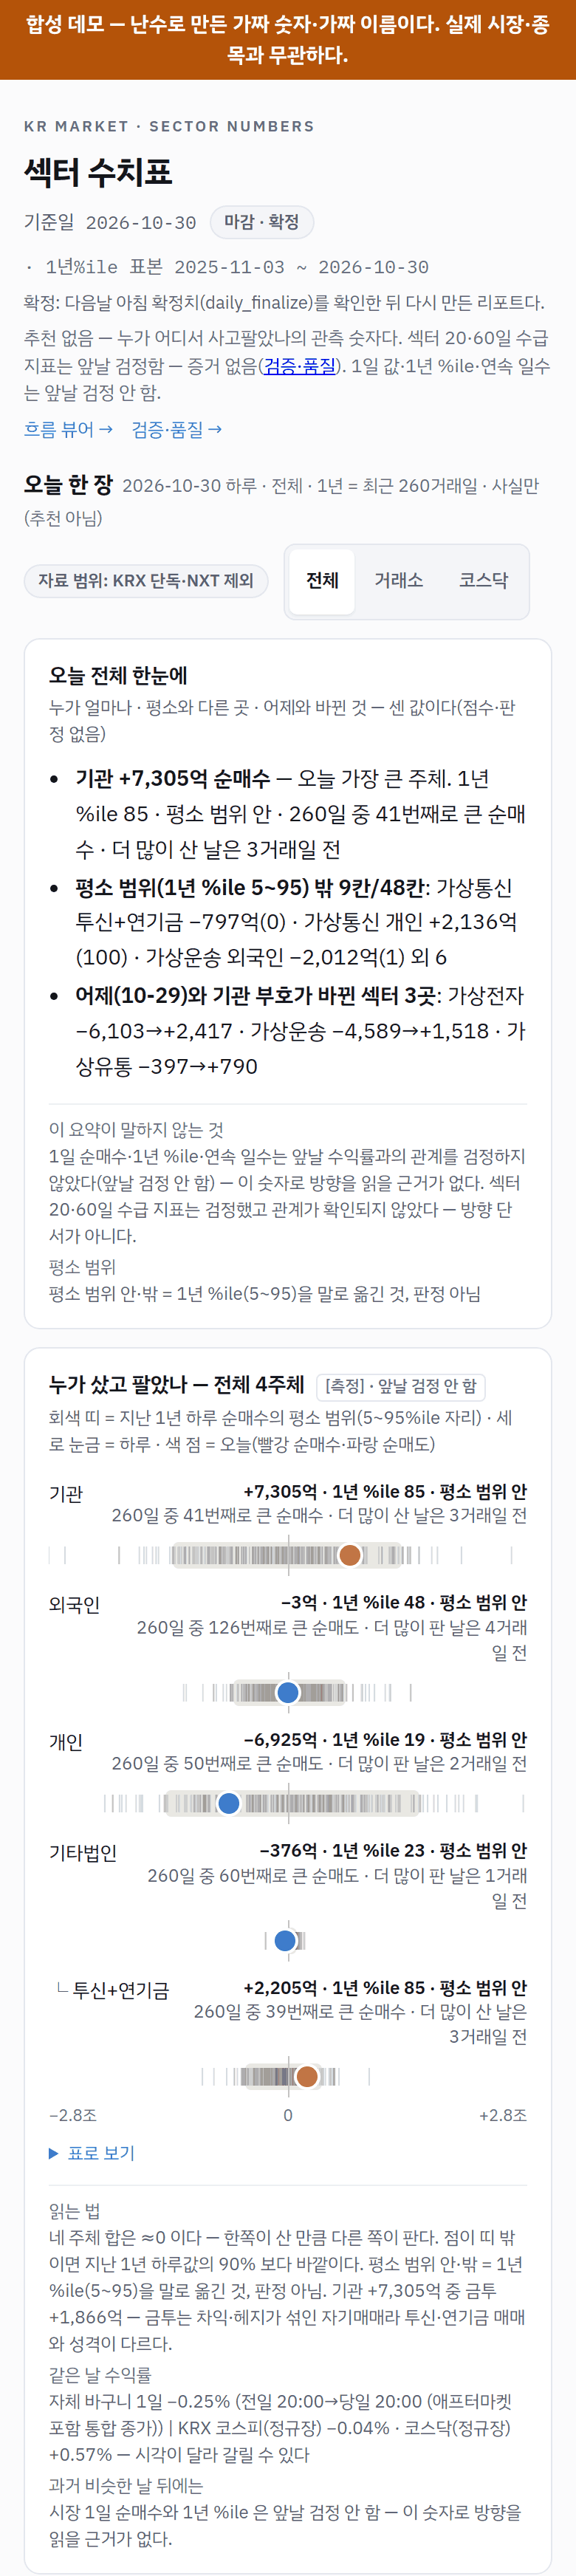 합성 데모 — 난수로 만든 가짜 숫자·가짜 이름이다. 실제 시장·종
목과 무관하다.
KR MARKET · SECTOR NUMBERS
섹터 수치표
기준일 2026-10-30 마감 · 확정
· 1년%ile 표본 2025-11-03 ~ 2026-10-30
확정: 다음날 아침 확정치(daily_finalize)를 확인한 뒤 다시 만든 리포트다.
추천 없음 — 누가 어디서 사고팔았나의 관측 숫자다. 섹터 20·60일 수급
지표는 앞날 검정함 — 증거 없음(검증·품질). 1일 값·1년 %ile·연속 일수
는 앞날 검정 안 함.
흐름 뷰어 → 검증·품질 →
오늘 한 장 2026-10-30 하루 · 전체 · 1년 = 최근 260거래일 · 사실만
(추천 아님)
자료 범위: KRX 단독·NXT 제외 전체 거래소 코스닥
오늘 전체 한눈에
누가 얼마나 · 평소와 다른 곳 · 어제와 바뀐 것 — 센 값이다(점수·판
정 없음)
• 기관 +7,305억 순매수 — 오늘 가장 큰 주체. 1년
%ile 85 · 평소 범위 안 · 260일 중 41번째로 큰 순매
수 · 더 많이 산 날은 3거래일 전
• 평소 범위(1년 %ile 5~95) 밖 9칸/48칸: 가상통신
투신+연기금 −797억(0) · 가상통신 개인 +2,136억
(100) · 가상운송 외국인 −2,012억(1) 외 6
• 어제(10-29)와 기관 부호가 바뀐 섹터 3곳: 가상전자
−6,103→+2,417 · 가상운송 −4,589→+1,518 · 가
상유통 −397→+790
이 요약이 말하지 않는 것
1일 순매수·1년 %ile·연속 일수는 앞날 수익률과의 관계를 검정하지
않았다(앞날 검정 안 함) — 이 숫자로 방향을 읽을 근거가 없다. 섹터
20·60일 수급 지표는 검정했고 관계가 확인되지 않았다 — 방향 단
서가 아니다.
평소 범위
평소 범위 안·밖 = 1년 %ile(5~95)을 말로 옮긴 것, 판정 아님
누가 샀고 팔았나 — 전체 4주체 [측정] · 앞날 검정 안 함
회색 띠 = 지난 1년 하루 순매수의 평소 범위(5~95%ile 자리) · 세
로 눈금 = 하루 · 색 점 = 오늘(빨강 순매수·파랑 순매도)
기관 +7,305억 · 1년 %ile 85 · 평소 범위 안
260일 중 41번째로 큰 순매수 · 더 많이 산 날은 3거래일 전
외국인 −3억 · 1년 %ile 48 · 평소 범위 안
260일 중 126번째로 큰 순매도 · 더 많이 판 날은 4거래
일 전
개인 −6,925억 · 1년 %ile 19 · 평소 범위 안
260일 중 50번째로 큰 순매도 · 더 많이 판 날은 2거래일 전
기타법인 −376억 · 1년 %ile 23 · 평소 범위 안
260일 중 60번째로 큰 순매도 · 더 많이 판 날은 1거래
일 전
└ 투신+연기금 +2,205억 · 1년 %ile 85 · 평소 범위 안
260일 중 39번째로 큰 순매수 · 더 많이 산 날은
3거래일 전
−2.8조 0 +2.8조
▶ 표로 보기
읽는 법
네 주체 합은 ≈0 이다 — 한쪽이 산 만큼 다른 쪽이 판다. 점이 띠 밖
이면 지난 1년 하루값의 90% 보다 바깥이다. 평소 범위 안·밖 = 1년
%ile(5~95)을 말로 옮긴 것, 판정 아님. 기관 +7,305억 중 금투
+1,866억 — 금투는 차익·헤지가 섞인 자기매매라 투신·연기금 매매
와 성격이 다르다.
같은 날 수익률
자체 바구니 1일 −0.25% (전일 20:00→당일 20:00 (애프터마켓
포함 통합 종가)) | KRX 코스피(정규장) −0.04% · 코스닥(정규장)
+0.57% — 시각이 달라 갈릴 수 있다
과거 비슷한 날 뒤에는
시장 1일 순매수와 1년 %ile 은 앞날 검정 안 함 — 이 숫자로 방향을
읽을 근거가 없다.